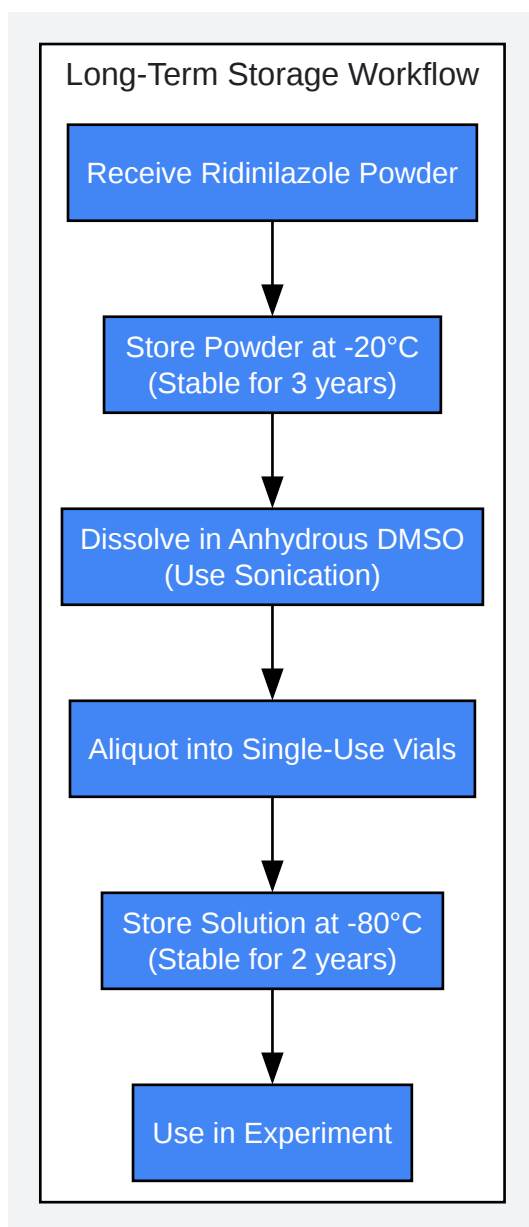 Long-Term Storage Workflow
Receive Ridinilazole Powder
Store Powder at -20°C
(Stable for 3 years)
Dissolve in Anhydrous DMSO
(Use Sonication)
Aliquot into Single-Use Vials
Store Solution at -80°C
(Stable for 2 years)
Use in Experiment